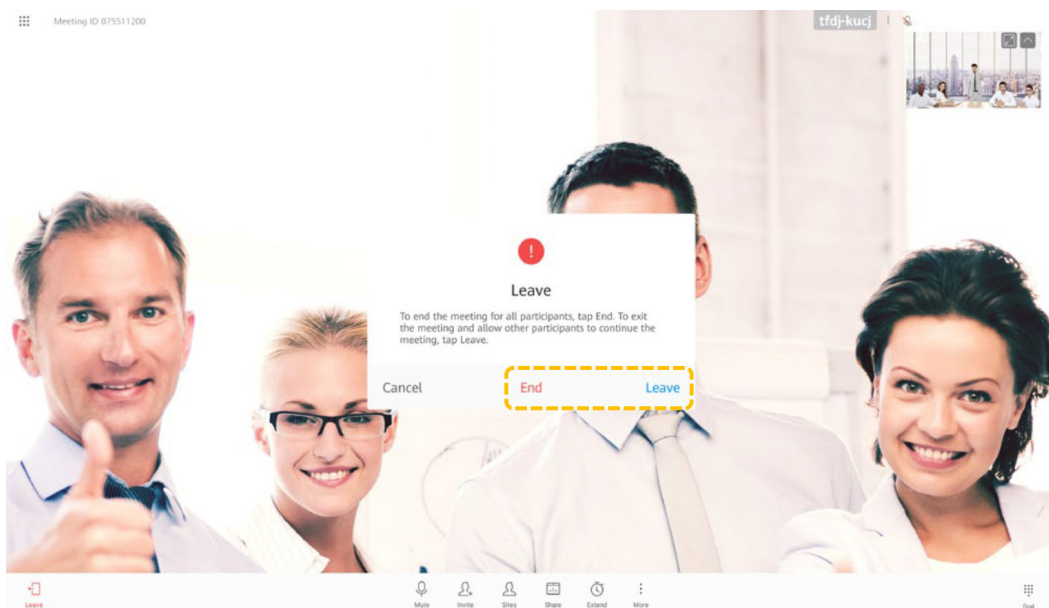 Meeting ID 075511200
tfdj-kucj
Leave
To end the meeting for all participants, tap End. To exit
the meeting and allow other participants to continue the
meeting, tap Leave.
Cancel End Leave
Leave Mute Invite Sites Share Extend More